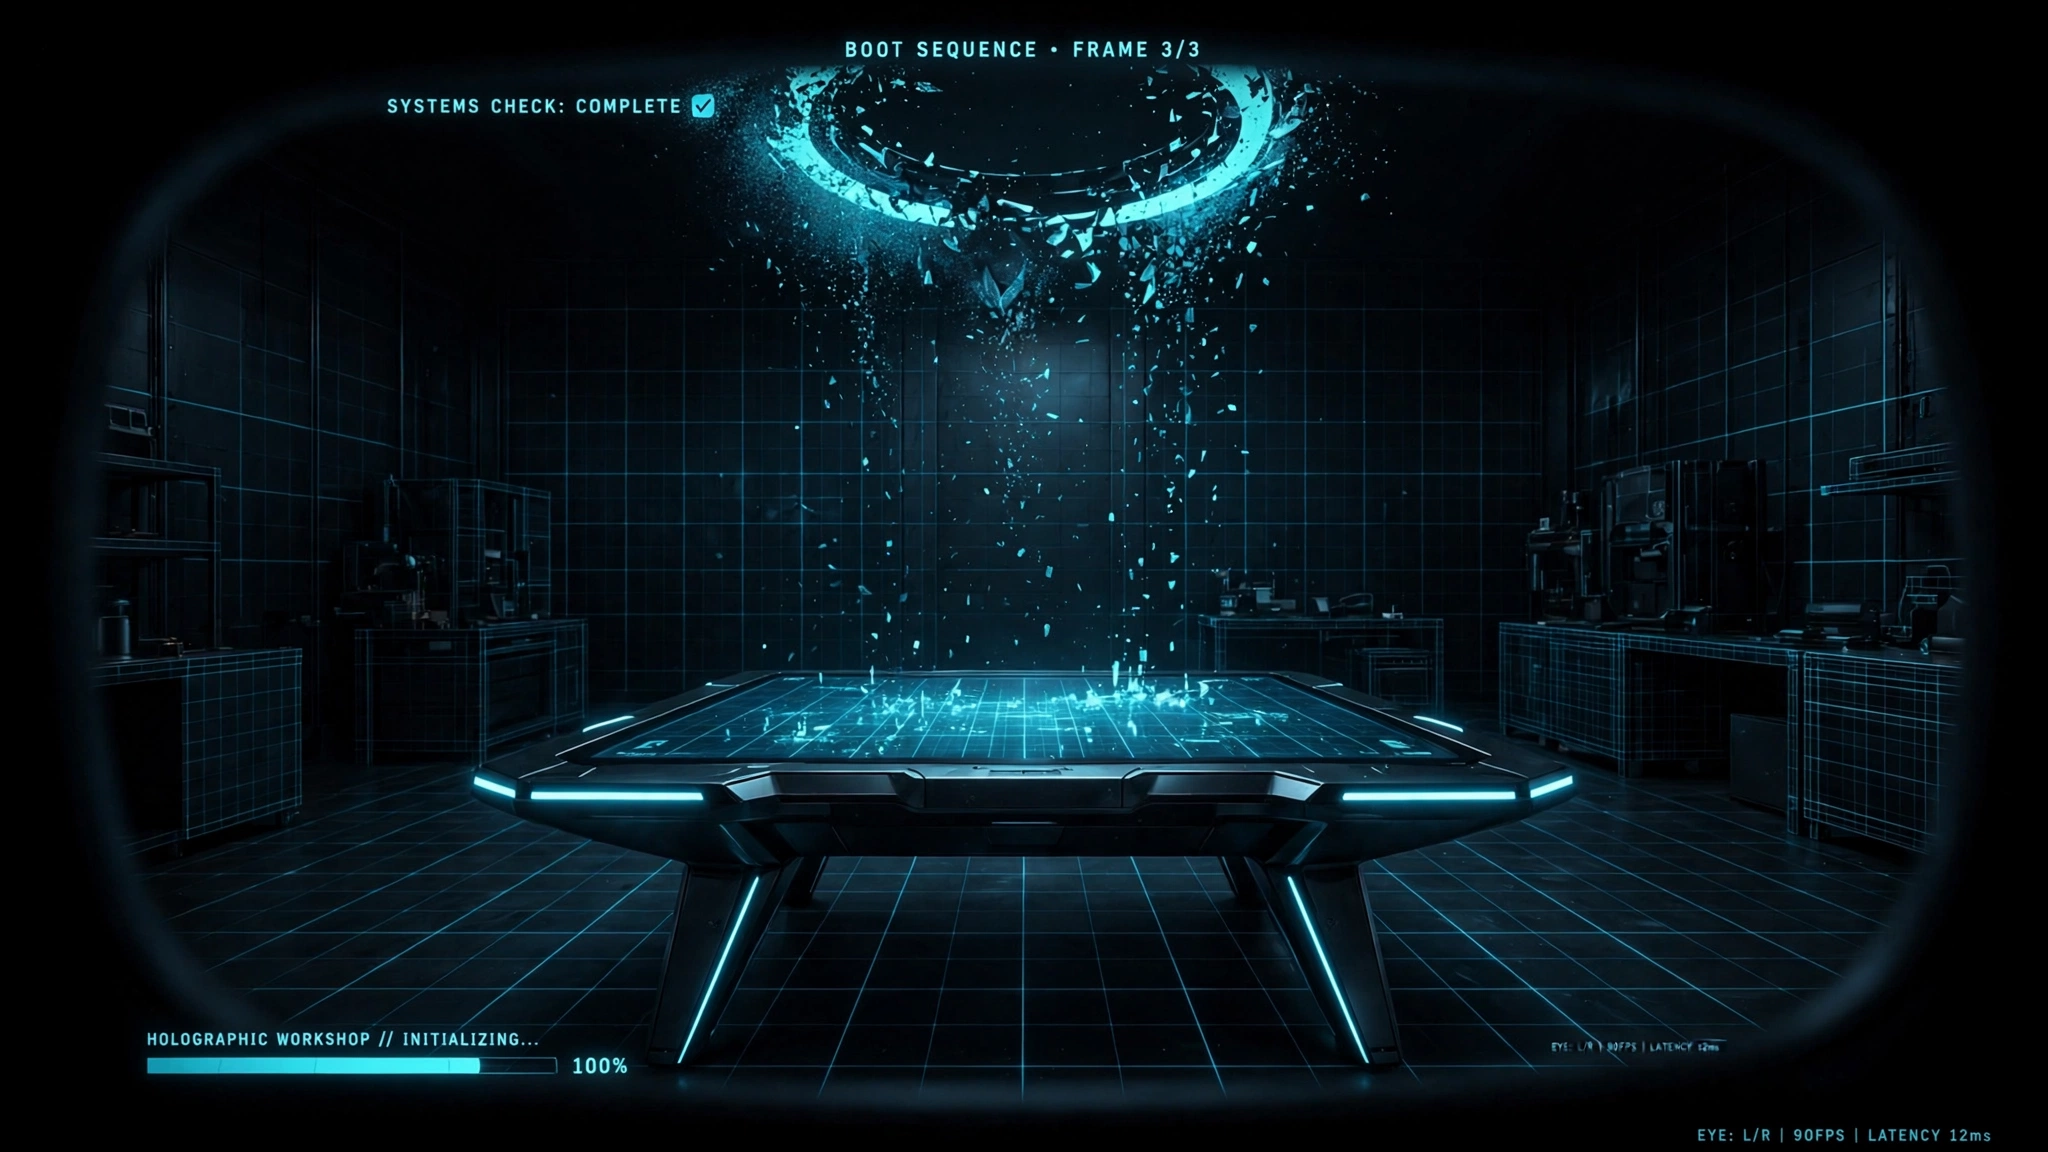 BOOT SEQUENCE • FRAME 3/3
SYSTEMS CHECK: COMPLETE
HOLOGRAPHIC WORKSHOP // INITIALIZING...
100%
EYE: L/R | 90FPS | LATENCY 12ms
EYE: L/R | 90FPS | LATENCY 12ms